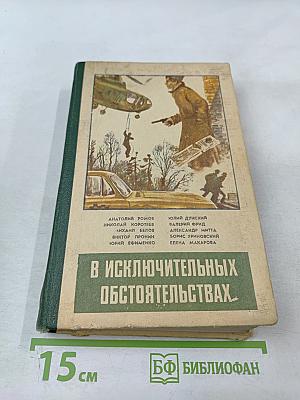 АНАТОЛИЙ РОМОВ
НИКОЛАЙ КОРОТЕЕВ
МИХАИЛ БЕЛОВ
ВИКТОР ПРОНИН
ЮРИЙ ЕФИМЕНКО
ЮЛИЙ ДУНСКИЙ
ВАЛЕРИЙ ФРИД
АЛЕКСАНДР МИТТА
БОРИС КРИКОВСКИЙ
ЕЛЕНА МАКАРОВА
В ИСКЛЮЧИТЕЛЬНЫХ
ОБСТОЯТЕЛЬСТВАХ...
15 см
БФ БИБЛИОФАН